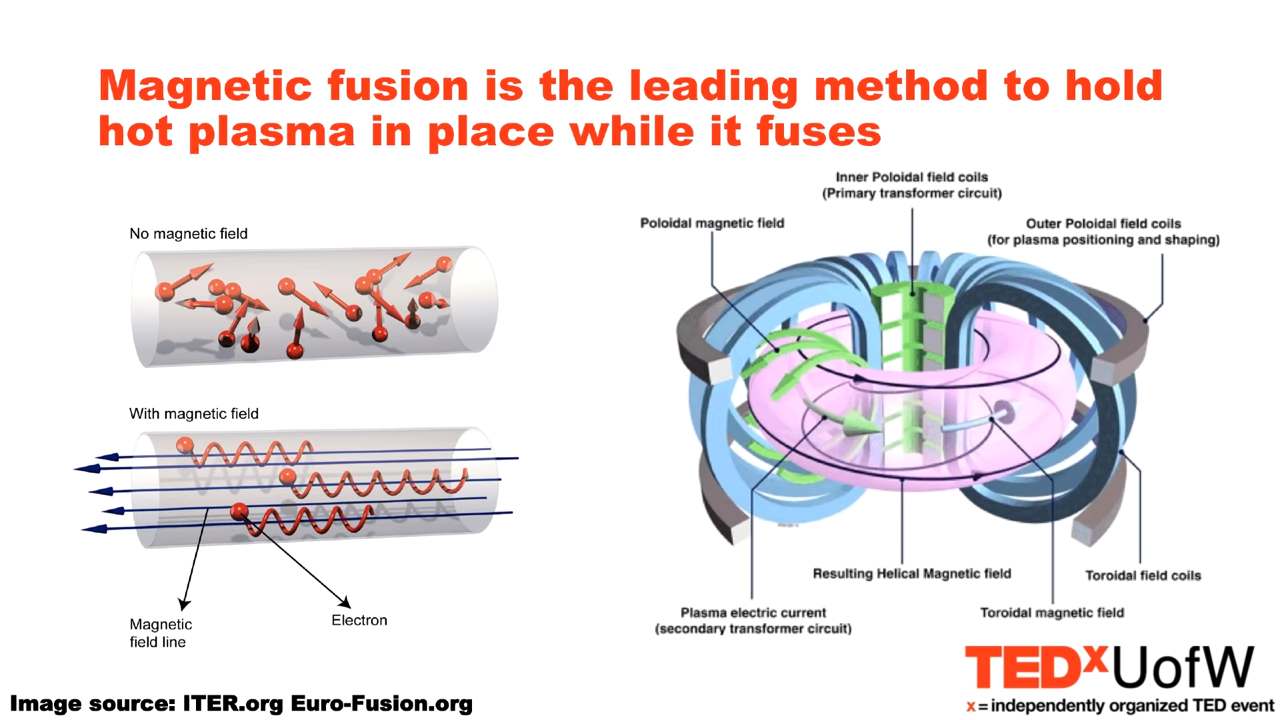 Magnetic fusion is the leading method to hold
hot plasma in place while it fuses
No magnetic field
With magnetic field
Magnetic
field line
Electron
Inner Poloidal field coils
(Primary transformer circuit)
Poloidal magnetic field
Outer Poloidal field coils
(for plasma positioning and shaping)
Resulting Helical Magnetic field
Toroidal field coils
Plasma electric current
(secondary transformer circuit)
Toroidal magnetic field
Image source: ITER.org Euro-Fusion.org
TEDxUofW
x = independently organized TED event